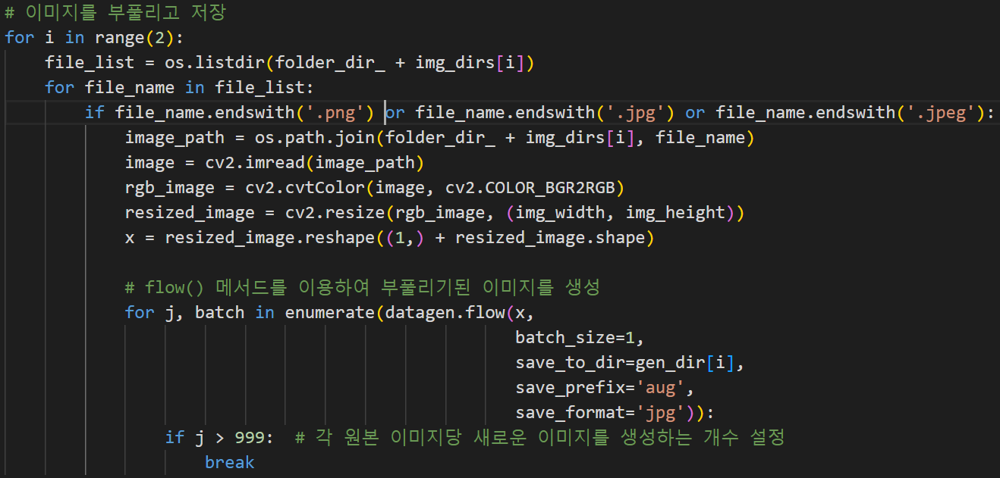 # 이미지를 부풀리고 저장
for i in range(2):
    file_list = os.listdir(folder_dir_ + img_dirs[i])
    for file_name in file_list:
        if file_name.endswith('.png') or file_name.endswith('.jpg') or file_name.endswith('.jpeg'):
            image_path = os.path.join(folder_dir_ + img_dirs[i], file_name)
            image = cv2.imread(image_path)
            rgb_image = cv2.cvtColor(image, cv2.COLOR_BGR2RGB)
            resized_image = cv2.resize(rgb_image, (img_width, img_height))
            x = resized_image.reshape((1,) + resized_image.shape)

            # flow() 메서드를 이용하여 부풀리기된 이미지를 생성
            for j, batch in enumerate(datagen.flow(x,
                                                   batch_size=1,
                                                   save_to_dir=gen_dir[i],
                                                   save_prefix='aug',
                                                   save_format='jpg')):
                if j > 999:  # 각 원본 이미지당 새로운 이미지를 생성하는 개수 설정
                    break